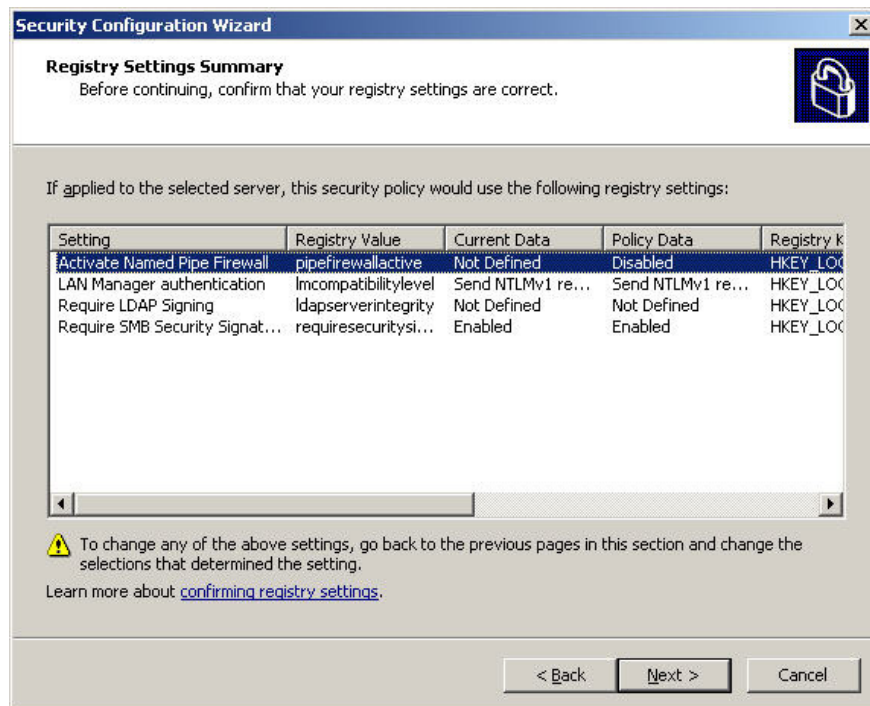 Security Configuration Wizard
Registry Settings Summary
Before continuing, confirm that your registry settings are correct.
If applied to the selected server, this security policy would use the following registry settings:
Setting Registry Value Current Data Policy Data Registry K
Activate Named Pipe Firewall pipefirewallactive Not Defined Disabled HKEY_LOC
LAN Manager authentication lmcompatibilitylevel Send NTLMv1 re... Send NTLMv1 re... HKEY_LOC
Require LDAP Signing ldapserverintegrity Not Defined Not Defined HKEY_LOC
Require SMB Security Signat... requiresecuritysi... Enabled Enabled HKEY_LOC
To change any of the above settings, go back to the previous pages in this section and change the
selections that determined the setting.
Learn more about confirming registry settings.
< Back Next > Cancel